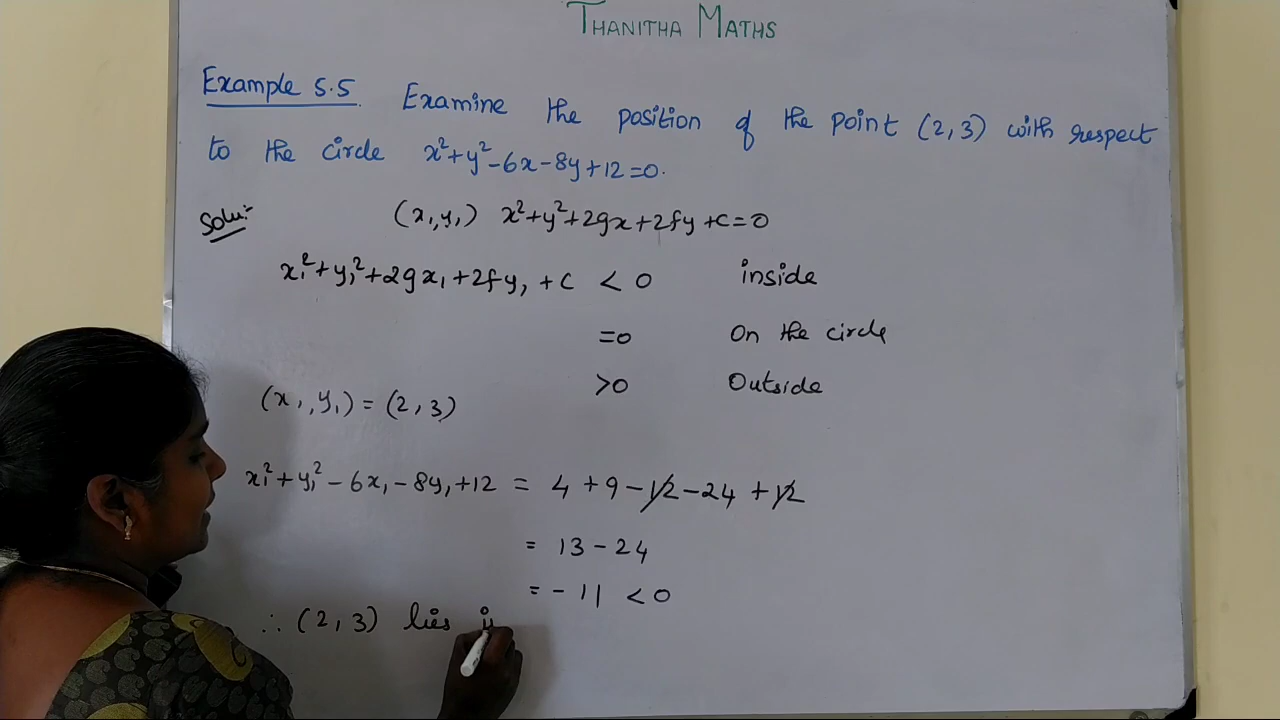 THANITHA MATHS
Example 5.5 Examine the position of the point (2,3) with respect
to the circle x²+y²-6x-8y+12=0.
Solu:-
(x₁,y₁) x²+y²+2gx+2fy+c=0
x₁²+y₁²+2gx₁+2fy₁+c <0 inside
=0 On the circle
>0 Outside
(x₁,y₁)=(2,3)
x₁²+y₁²-6x₁-8y₁+12 = 4+9-12-24+12
= 13-24
= -11 <0
∴ (2,3) lies i